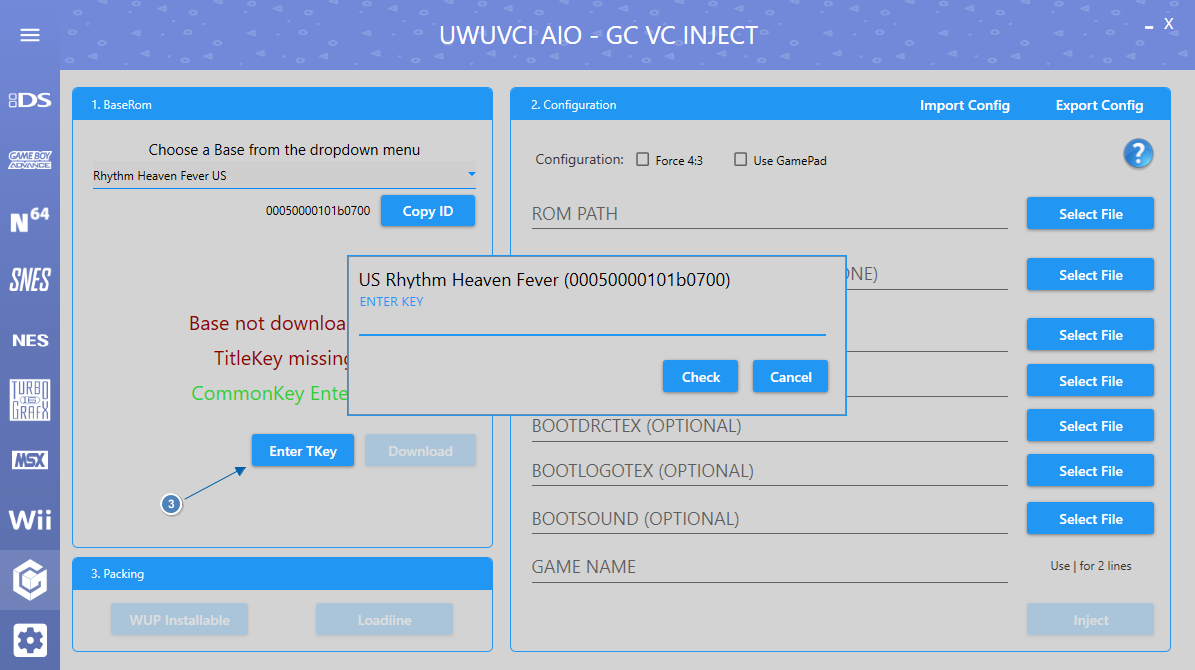 UWUVCI AIO - GC VC INJECT
X
DS
GAME BOY
ADVANCE
N64
SNES
NES
TURBO
16
GRAFX
MSX
Wii
1. BaseRom
Choose a Base from the dropdown menu
Rhythm Heaven Fever US
00050000101b0700
Copy ID
Base not downloa
TitleKey missing
CommonKey Ente
Enter TKey
Download
3
3. Packing
WUP Installable
Loadiine
2. Configuration
Import Config
Export Config
Configuration:
Force 4:3
Use GamePad
?
ROM PATH
Select File
ONE)
Select File
Select File
Select File
BOOTDRCTEX (OPTIONAL)
Select File
BOOTLOGOTEX (OPTIONAL)
Select File
BOOTSOUND (OPTIONAL)
Select File
GAME NAME
Use | for 2 lines
Inject
US Rhythm Heaven Fever (00050000101b0700)
ENTER KEY
Check
Cancel